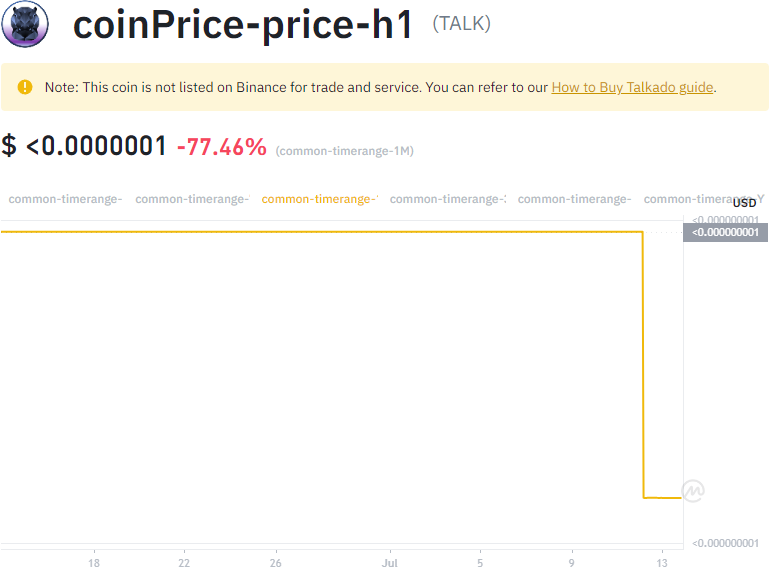 coinPrice-price-h1 (TALK)
Note: This coin is not listed on Binance for trade and service. You can refer to our How to Buy Talkado guide.
$ <0.0000001 -77.46% (common-timerange-1M)
common-timerange- common-timerange- common-timerange- common-timerange- common-timerange- common-timerange-Y
USD
<0.000000001
<0.000000001
<0.000000001
18 22 26 Jul 5 9 13